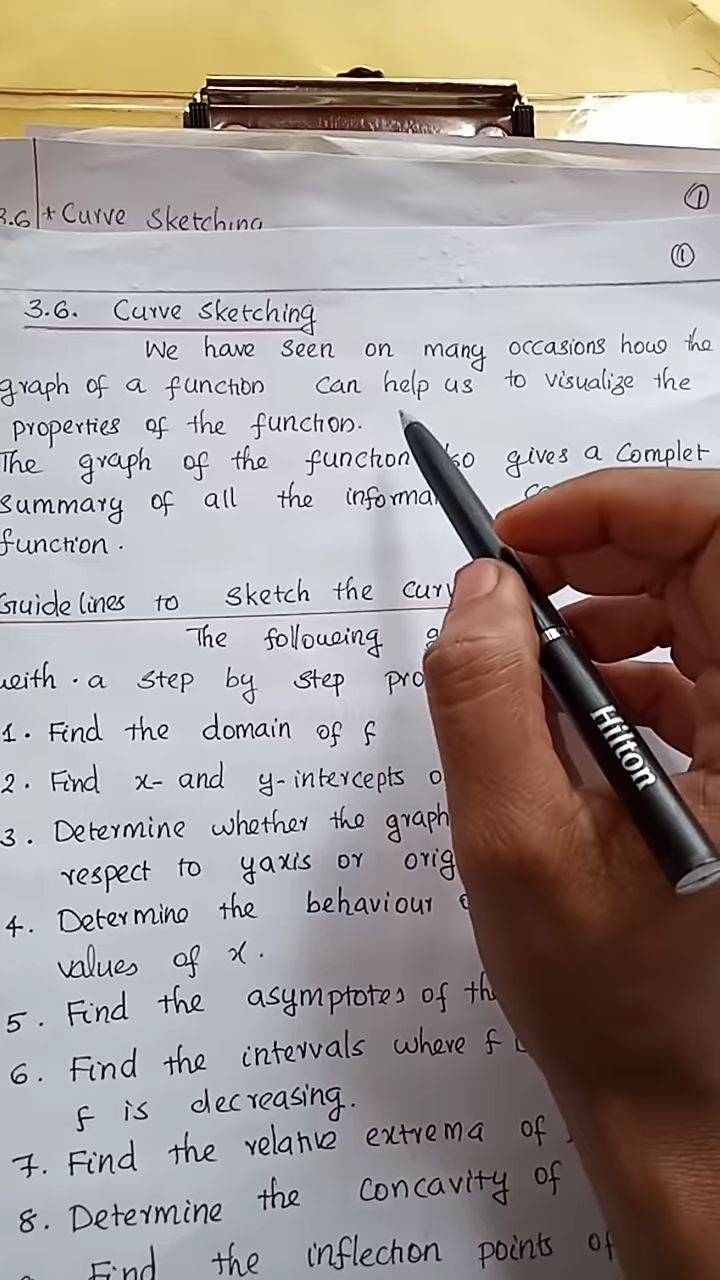 3.6 * Curve Sketching
①
①
3.6. Curve sketching
We have seen on many occasions how the
graph of a function can help us to visualize the
properties of the function.
The graph of the function so gives a Complet
summary of all the informa
function.
Guide lines to sketch the curv
The following g
with a step by step pro
1. Find the domain of f
2. Find x- and y-intercepts o
3. Determine whether the graph
respect to yaxis or orig
4. Determine the behaviour
values of x.
5. Find the asymptotes of th
6. Find the intervals where f
f is decreasing.
7. Find the relative extrema of
8. Determine the concavity of
Find the inflection points of
Hilton